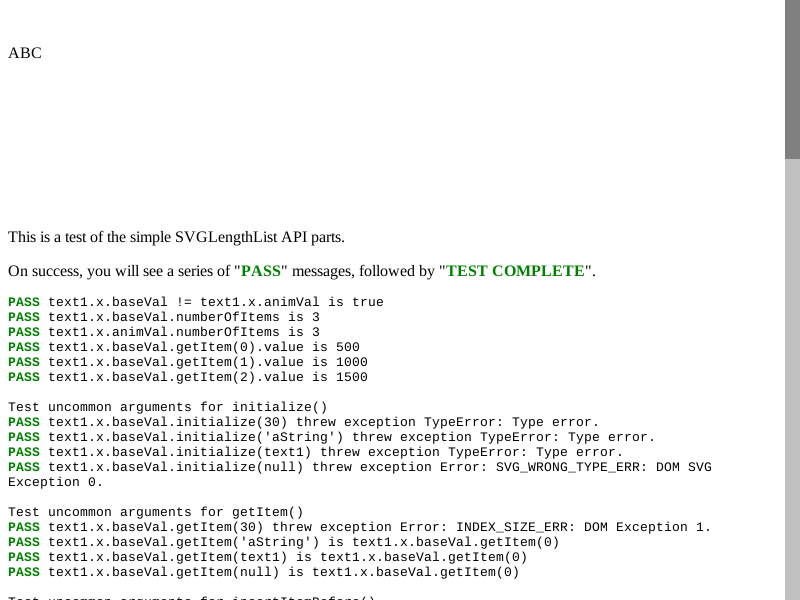 ABC
This is a test of the simple SVGLengthList API parts.
On success, you will see a series of "PASS" messages, followed by "TEST COMPLETE".
PASS text1.x.baseVal != text1.x.animVal is true
PASS text1.x.baseVal.numberOfItems is 3
PASS text1.x.animVal.numberOfItems is 3
PASS text1.x.baseVal.getItem(0).value is 500
PASS text1.x.baseVal.getItem(1).value is 1000
PASS text1.x.baseVal.getItem(2).value is 1500
Test uncommon arguments for initialize()
PASS text1.x.baseVal.initialize(30) threw exception TypeError: Type error.
PASS text1.x.baseVal.initialize('aString') threw exception TypeError: Type error.
PASS text1.x.baseVal.initialize(text1) threw exception TypeError: Type error.
PASS text1.x.baseVal.initialize(null) threw exception Error: SVG_WRONG_TYPE_ERR: DOM SVG
Exception 0.
Test uncommon arguments for getItem()
PASS text1.x.baseVal.getItem(30) threw exception Error: INDEX_SIZE_ERR: DOM Exception 1.
PASS text1.x.baseVal.getItem('aString') is text1.x.baseVal.getItem(0)
PASS text1.x.baseVal.getItem(text1) is text1.x.baseVal.getItem(0)
PASS text1.x.baseVal.getItem(null) is text1.x.baseVal.getItem(0)
Test uncommon arguments for insertItemBefore()